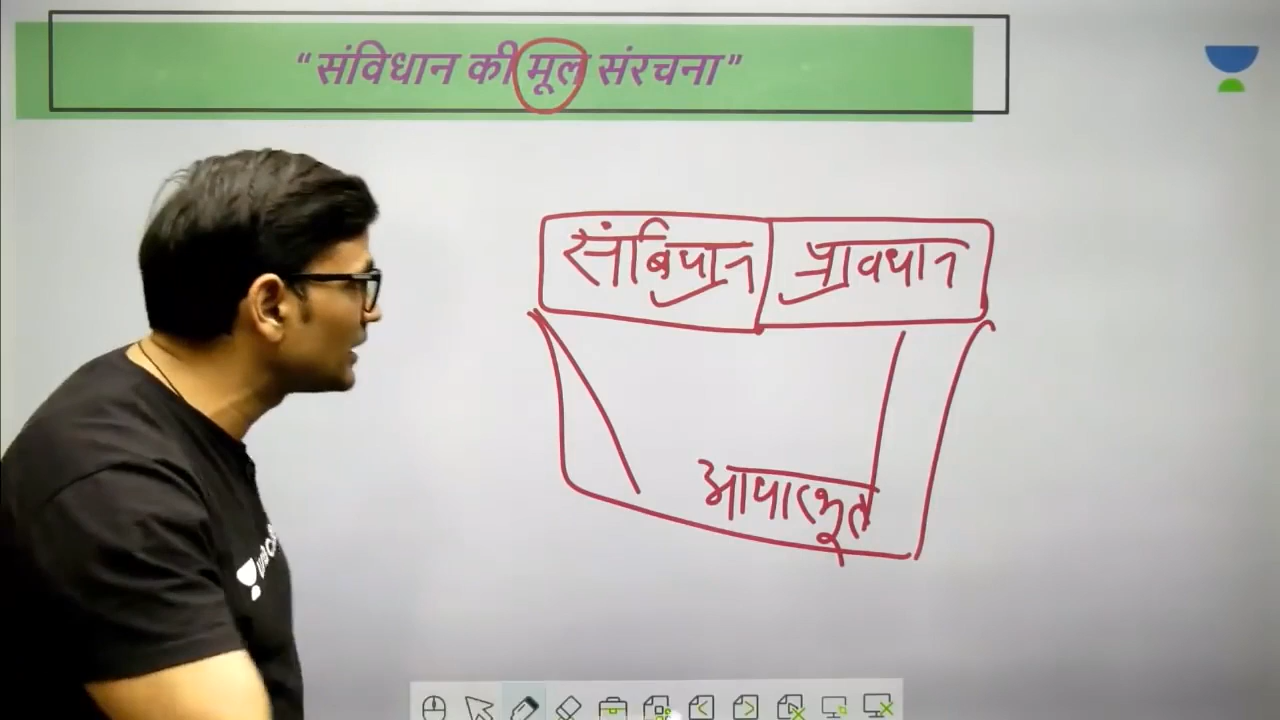 “संविधान की मूल संरचना”
संविधान प्रावधान
आधारभूत